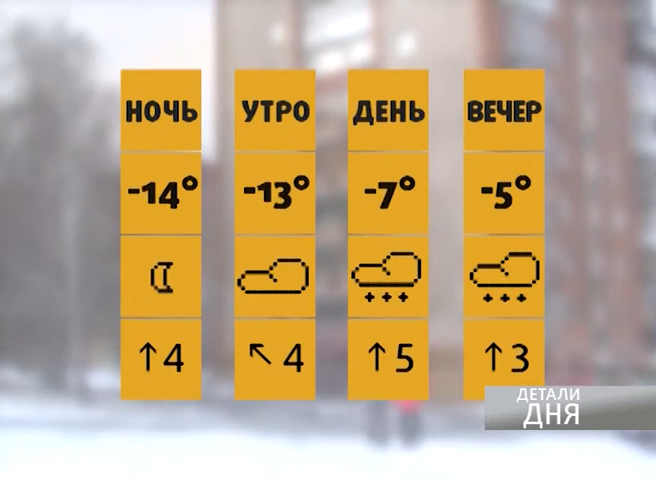 НОЧЬ УТРО ДЕНЬ ВЕЧЕР
-14° -13° -7° -5°
↑4 ↖4 ↑5 ↑3
ДЕТАЛИ
ДНЯ